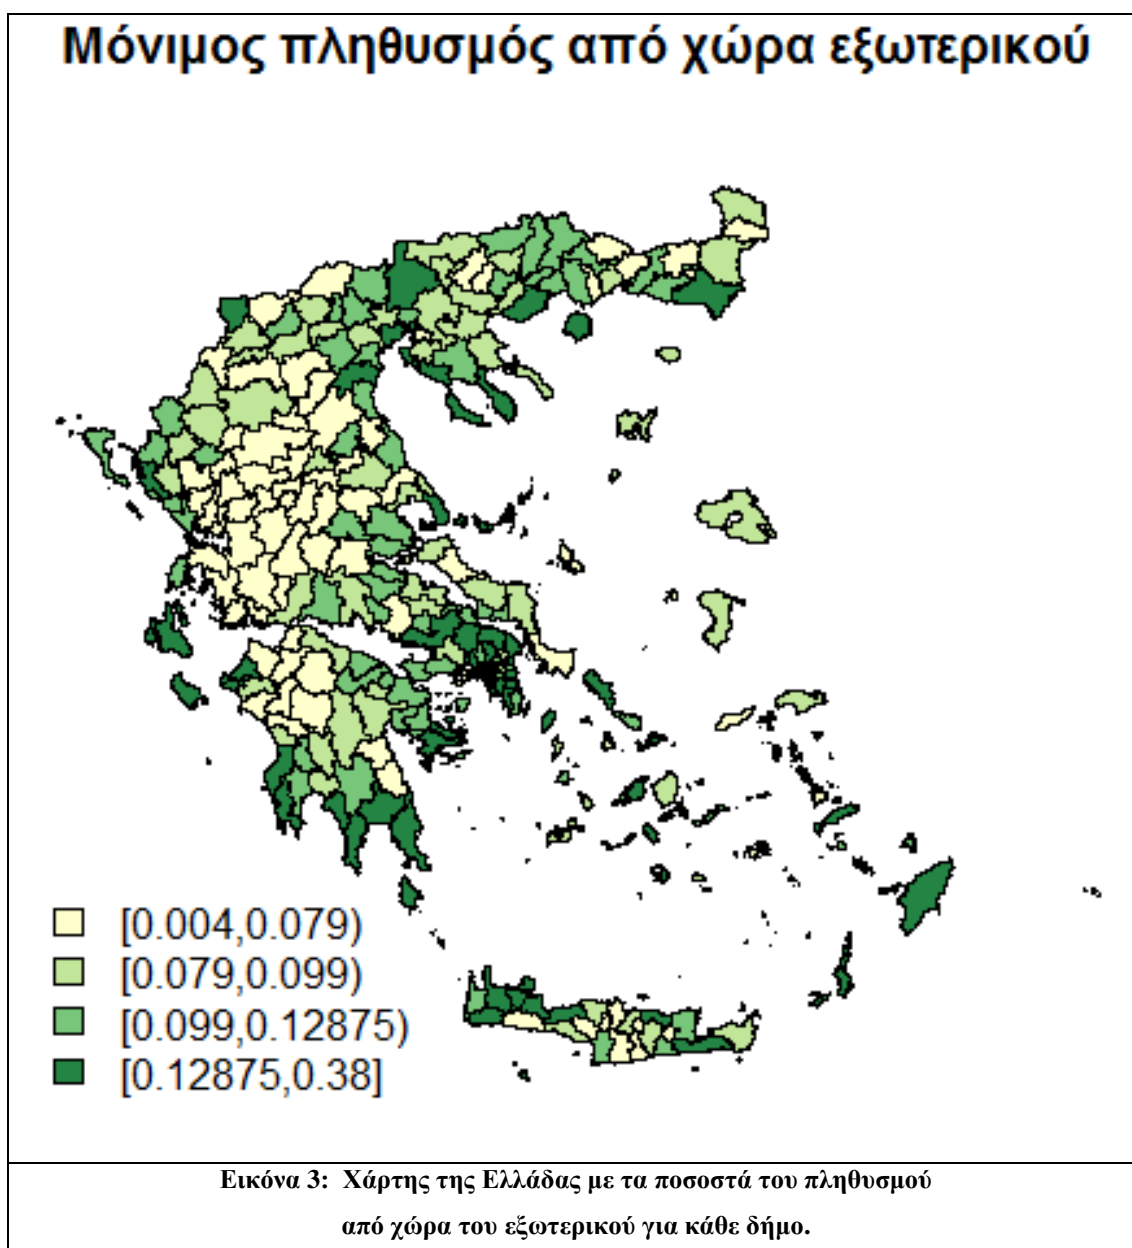 Μόνιμος πληθυσμός από χώρα εξωτερικού
[0.004,0.079)
[0.079,0.099)
[0.099,0.12875)
[0.12875,0.38]
Εικόνα 3: Χάρτης της Ελλάδας με τα ποσοστά του πληθυσμού
από χώρα του εξωτερικού για κάθε δήμο.